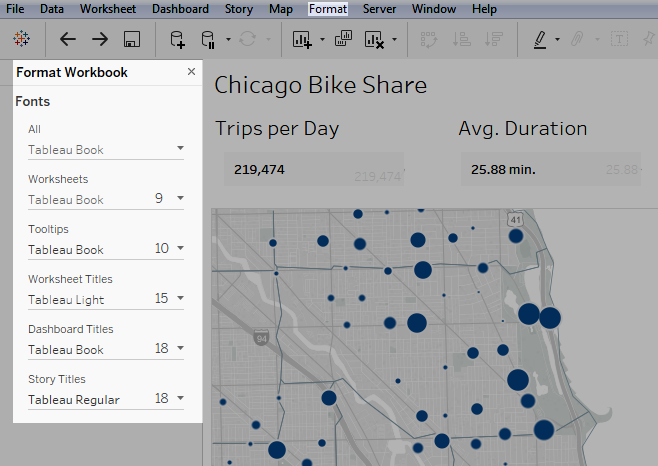 File Data Worksheet Dashboard Story Map Format Server Window Help
Format Workbook ×
Fonts
All
Tableau Book
Worksheets
Tableau Book 9
Tooltips
Tableau Book 10
Worksheet Titles
Tableau Light 15
Dashboard Titles
Tableau Book 18
Story Titles
Tableau Regular 18
Chicago Bike Share
Trips per Day Avg. Duration
219,474 219,474 25.88 min. 25.88
41
94